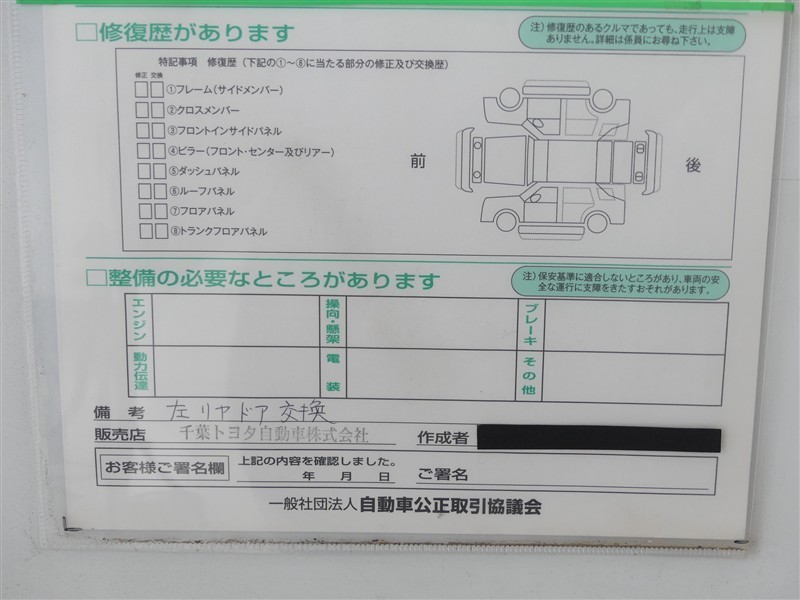 □修復歴があります
注）修復歴のあるクルマであっても、走行上は支障
ありません。詳細は係員にお尋ね下さい。
特記事項 修復歴（下記の①〜⑧に当たる部分の修正及び交換歴）
修正 交換
①フレーム（サイドメンバー）
②クロスメンバー
③フロントインサイドパネル
④ピラー（フロント・センター及びリアー）
⑤ダッシュパネル
⑥ルーフパネル
⑦フロアパネル
⑧トランクフロアパネル
前
後
□整備の必要なところがあります
注）保安基準に適合しないところがあり、車両の安
全な運行に支障をきたすおそれがあります。
エンジン
操向・懸架
ブレーキ
動力伝達
電装
その他
備考 左リヤドア交換
販売店 千葉トヨタ自動車株式会社 作成者
お客様ご署名欄
上記の内容を確認しました。
年 月 日 ご署名
一般社団法人 自動車公正取引協議会